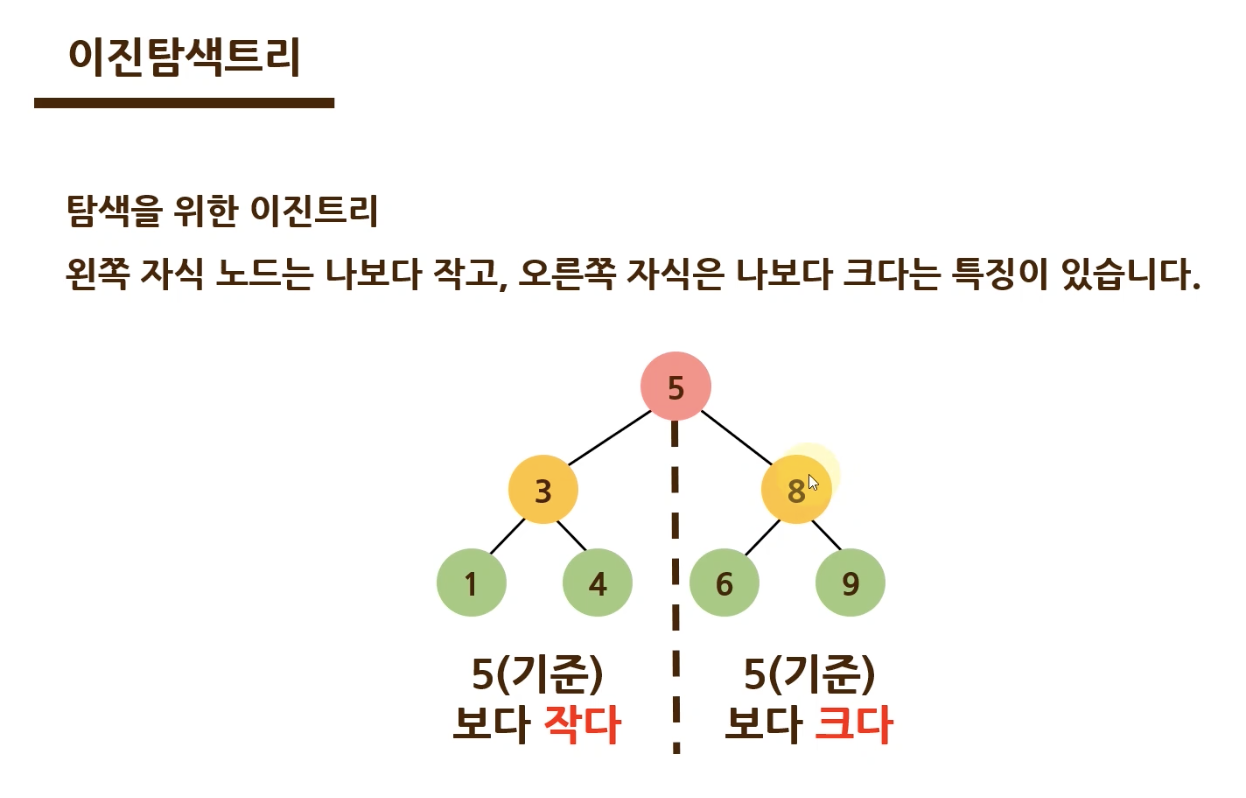 이진탐색트리
탐색을 위한 이진트리
왼쪽 자식 노드는 나보다 작고, 오른쪽 자식은 나보다 크다는 특징이 있습니다.
5
3
8
1
4
6
9
5(기준)
보다 작다
5(기준)
보다 크다